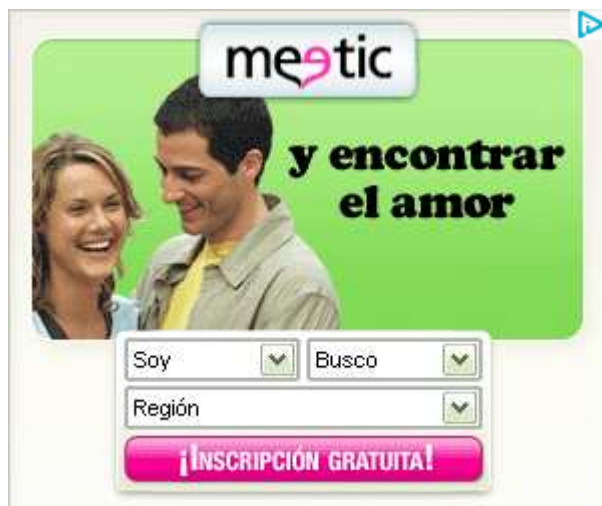 meetic
y encontrar
el amor
Soy
Busco
Región
¡INSCRIPCIÓN GRATUITA!